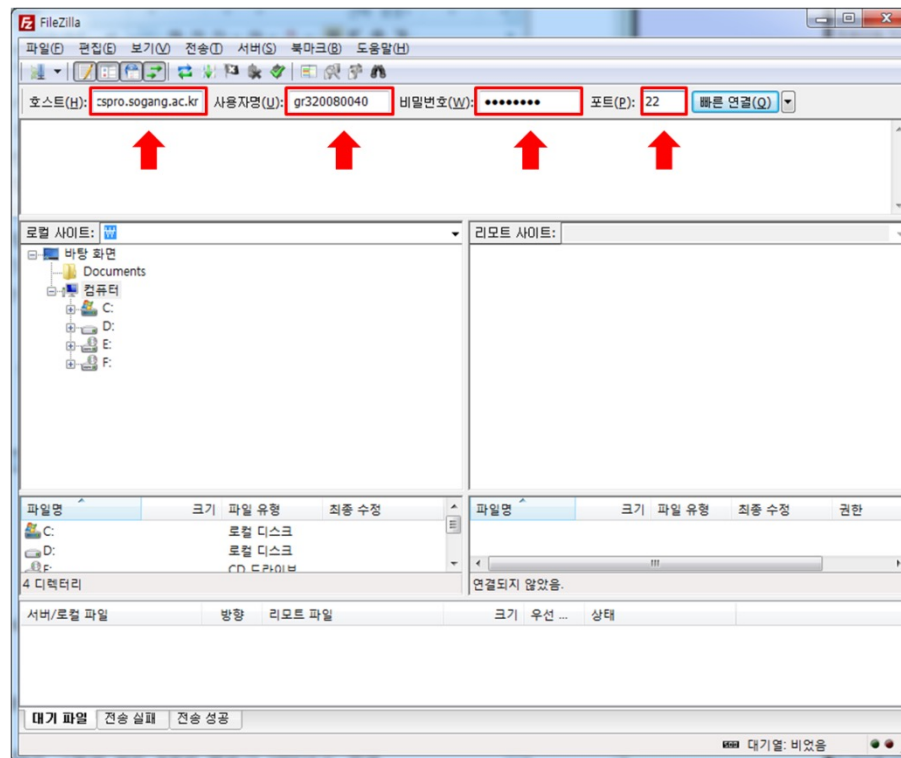 FileZilla
파일(F) 편집(E) 보기(V) 전송(T) 서버(S) 북마크(B) 도움말(H)
호스트(H): cspro.sogang.ac.kr 사용자명(U): gr320080040 비밀번호(W): ●●●●●●●● 포트(P): 22 빠른 연결(Q)
로컬 사이트: ₩ 리모트 사이트:
바탕 화면
Documents
컴퓨터
C:
D:
E:
F:
파일명 크기 파일 유형 최종 수정 파일명 크기 파일 유형 최종 수정 권한
C: 로컬 디스크
D: 로컬 디스크
E: CD 드라이브
4 디렉터리 연결되지 않았음.
서버/로컬 파일 방향 리모트 파일 크기 우선 ... 상태
대기 파일 전송 실패 전송 성공
대기열: 비었음